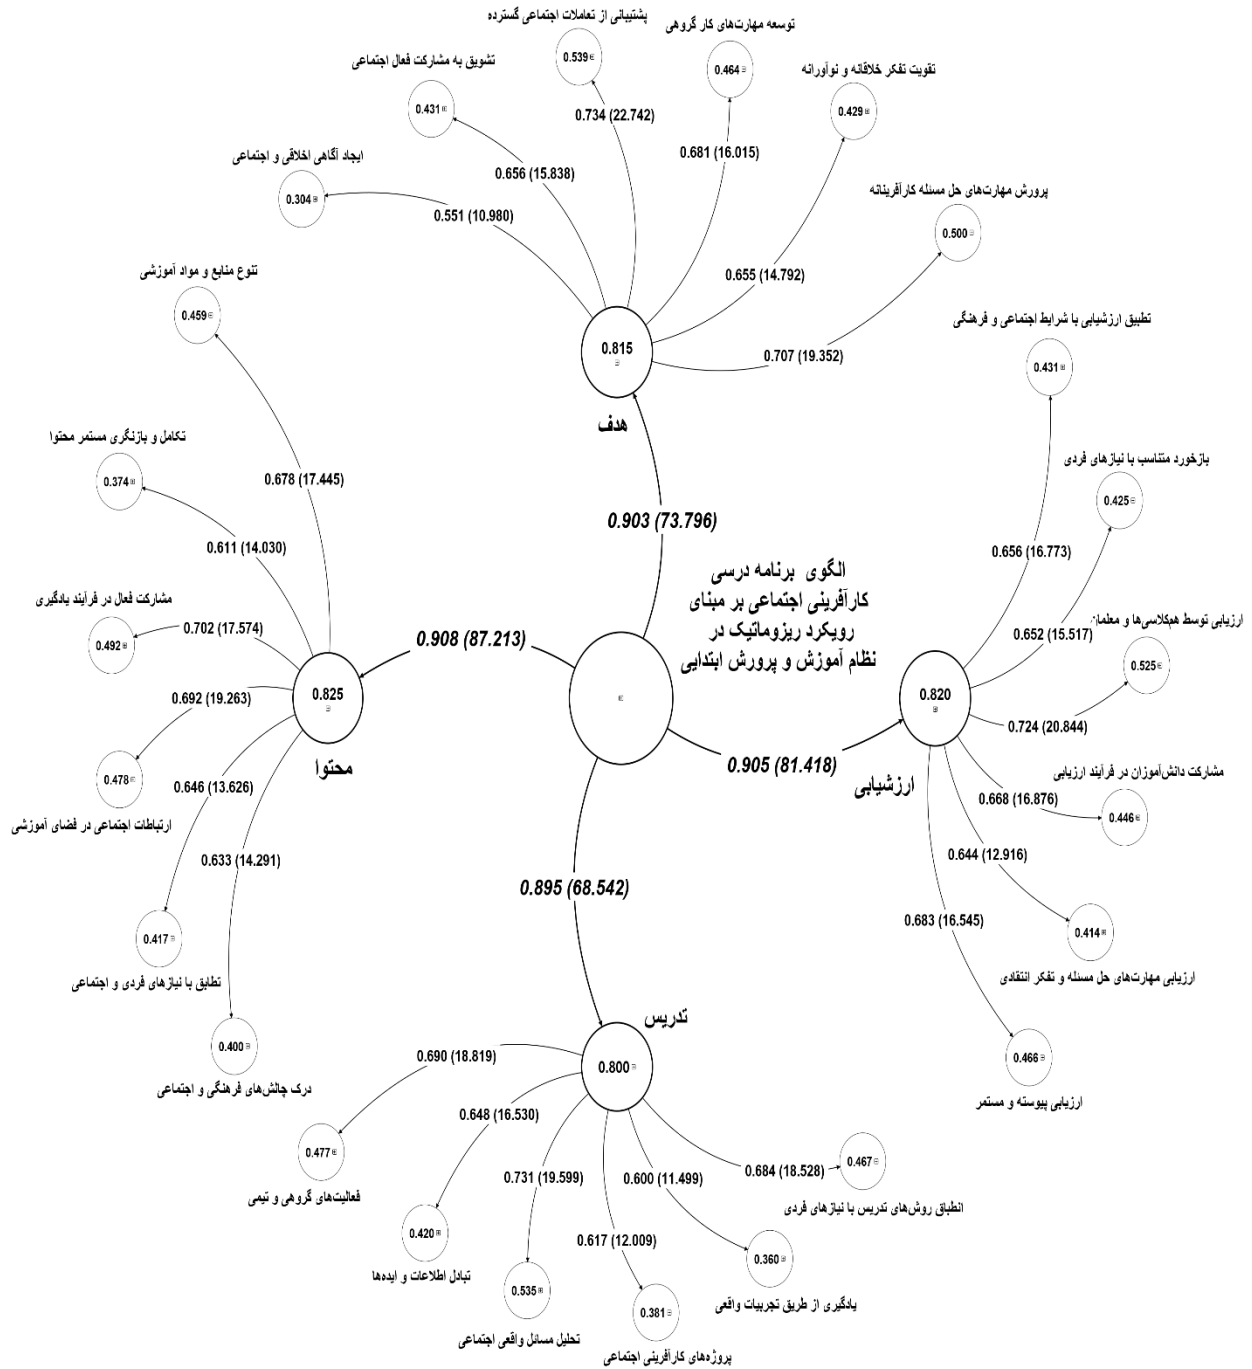 پشتیبانی از تعاملات اجتماعی گسترده
0.539
توسعه مهارت‌های کار گروهی
0.464
تشویق به مشارکت فعال اجتماعی
0.431
تقویت تفکر خلاقانه و نوآورانه
0.429
0.734 (22.742)
0.681 (16.015)
0.656 (15.838)
ایجاد آگاهی اخلاقی و اجتماعی
0.304
0.551 (10.980)
پرورش مهارت‌های حل مسئله کارآفرینانه
0.500
0.655 (14.792)
0.707 (19.352)
0.815
هدف
تنوع منابع و مواد آموزشی
0.459
تطبیق ارزشیابی با شرایط اجتماعی و فرهنگی
0.431
تکامل و بازنگری مستمر محتوا
0.374
0.678 (17.445)
0.611 (14.030)
بازخورد متناسب با نیازهای فردی
0.425
0.903 (73.796)
0.656 (16.773)
الگوی برنامه درسی
کارآفرینی اجتماعی بر مبنای
رویکرد ریزوماتیک در
نظام آموزش و پرورش ابتدایی
مشارکت فعال در فرآیند یادگیری
0.492
0.702 (17.574)
0.908 (87.213)
0.652 (15.517)
ارزیابی توسط هم‌کلاسی‌ها و معلمان
0.525
0.692 (19.263)
0.825
محتوا
0.820
ارزشیابی
0.724 (20.844)
0.905 (81.418)
0.478
ارتباطات اجتماعی در فضای آموزشی
0.646 (13.626)
مشارکت دانش‌آموزان در فرآیند ارزیابی
0.446
0.668 (16.876)
0.633 (14.291)
0.644 (12.916)
0.895 (68.542)
0.683 (16.545)
0.417
تطابق با نیازهای فردی و اجتماعی
0.414
ارزیابی مهارت‌های حل مسئله و تفکر انتقادی
0.400
درک چالش‌های فرهنگی و اجتماعی
تدریس
0.800
0.466
ارزیابی پیوسته و مستمر
0.690 (18.819)
0.648 (16.530)
0.731 (19.599)
0.617 (12.009)
0.600 (11.499)
0.684 (18.528)
0.477
فعالیت‌های گروهی و تیمی
0.467
انطباق روش‌های تدریس با نیازهای فردی
0.420
تبادل اطلاعات و ایده‌ها
0.360
یادگیری از طریق تجربیات واقعی
0.535
تحلیل مسائل واقعی اجتماعی
0.381
پروژه‌های کارآفرینی اجتماعی